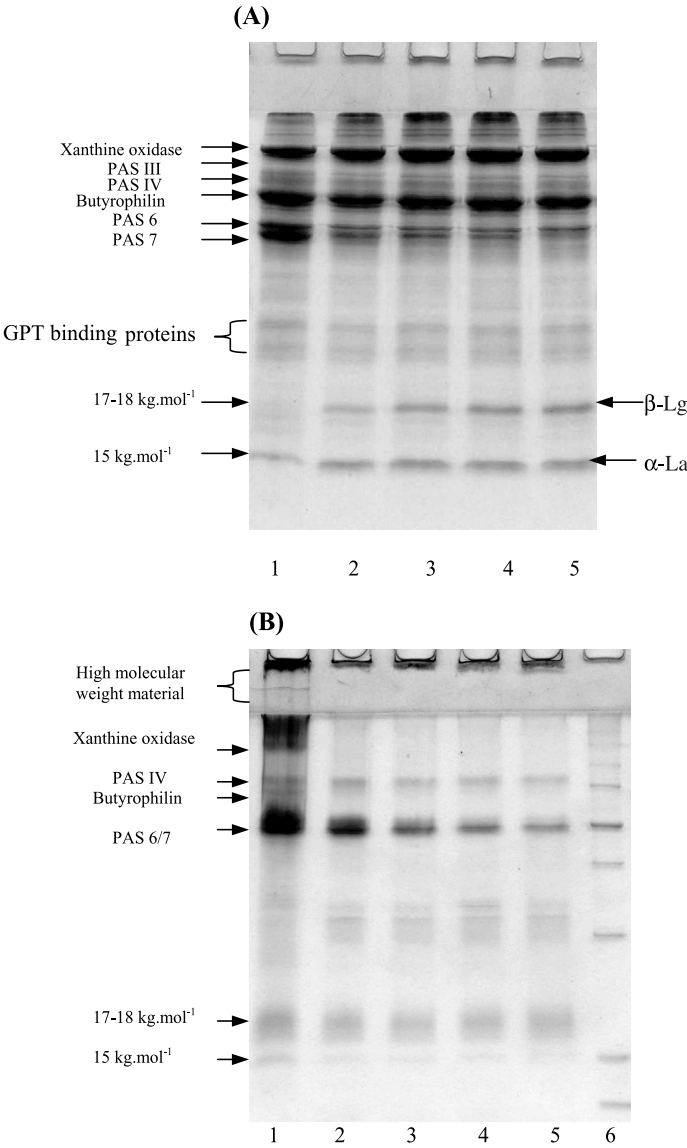 (A)
Xanthine oxidase
PAS III
PAS IV
Butyrophilin
PAS 6
PAS 7
GPT binding proteins
17-18 kg.mol-1
β-Lg
15 kg.mol-1
α-La
1 2 3 4 5
(B)
High molecular
weight material
Xanthine oxidase
PAS IV
Butyrophilin
PAS 6/7
17-18 kg.mol-1
15 kg.mol-1
1 2 3 4 5 6